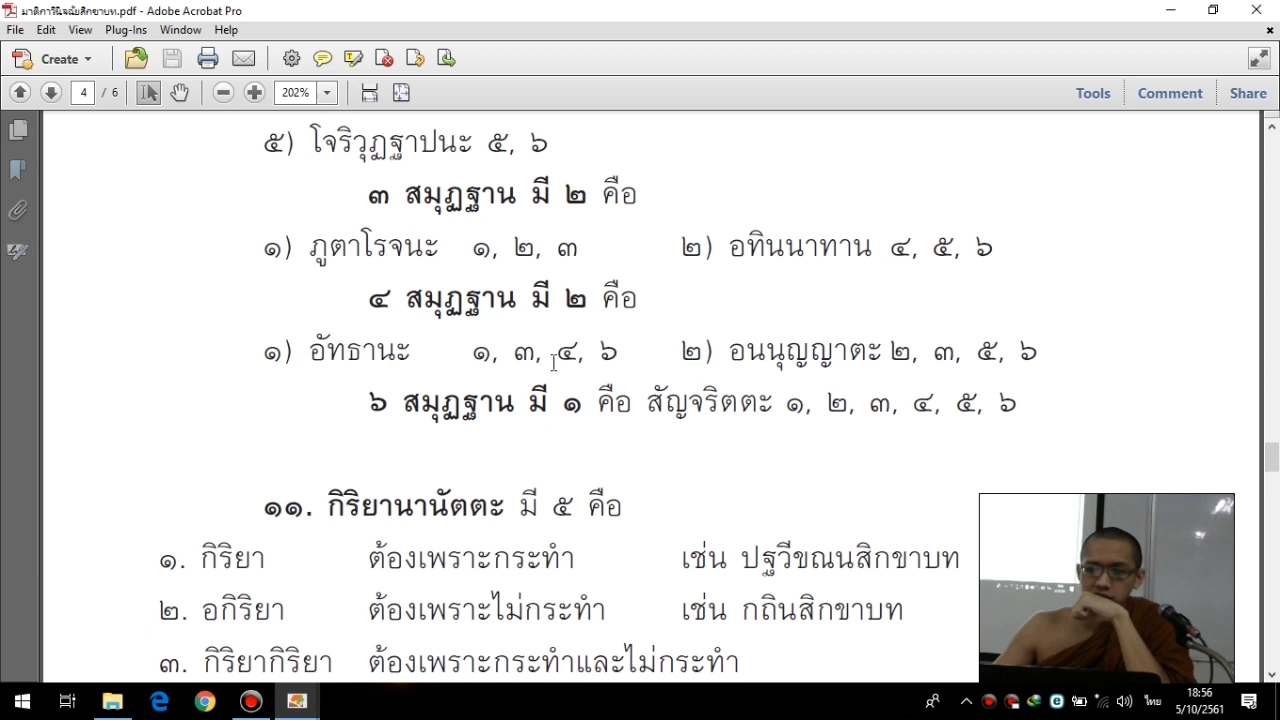 มาติการวินิจฉัยสิกขาบท.pdf - Adobe Acrobat Pro
File Edit View Plug-Ins Window Help
Create
4 / 6 202% Tools Comment Share
๕) โจริวุฏฐาปนะ ๕, ๖
๓ สมุฏฐาน มี ๒ คือ
๑) ภูตาโรจนะ ๑, ๒, ๓ ๒) อทินนาทาน ๔, ๕, ๖
๔ สมุฏฐาน มี ๒ คือ
๑) อัทธานะ ๑, ๓, ๔, ๖ ๒) อนนุญญาตะ ๒, ๓, ๕, ๖
๖ สมุฏฐาน มี ๑ คือ สัญจริตตะ ๑, ๒, ๓, ๔, ๕, ๖
๑๑. กิริยานานัตตะ มี ๕ คือ
๑. กิริยา ต้องเพราะกระทำ เช่น ปฐวีขณนสิกขาบท
๒. อกิริยา ต้องเพราะไม่กระทำ เช่น กถินสิกขาบท
๓. กิริยากิริยา ต้องเพราะกระทำและไม่กระทำ
ไทย
18:56
5/10/2561